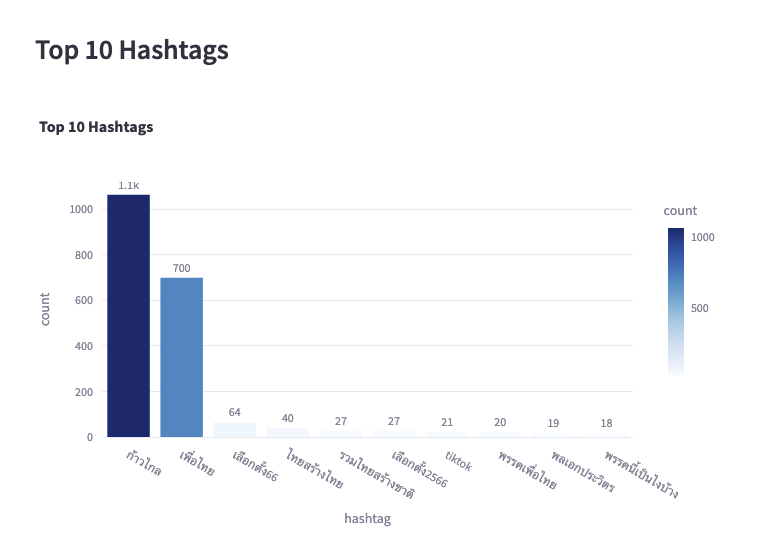 Top 10 Hashtags
Top 10 Hashtags
1.1k
700
64
40
27
27
21
20
19
18
1000
800
600
400
200
0
count
ก้าวไกล
เพื่อไทย
เลือกตั้ง66
ไทยสร้างไทย
รวมไทยสร้างชาติ
เลือกตั้ง2566
tiktok
พรรคเพื่อไทย
พลเอกประวิตร
พรรคนี้เป็นไงบ้าง
hashtag
count
1000
500